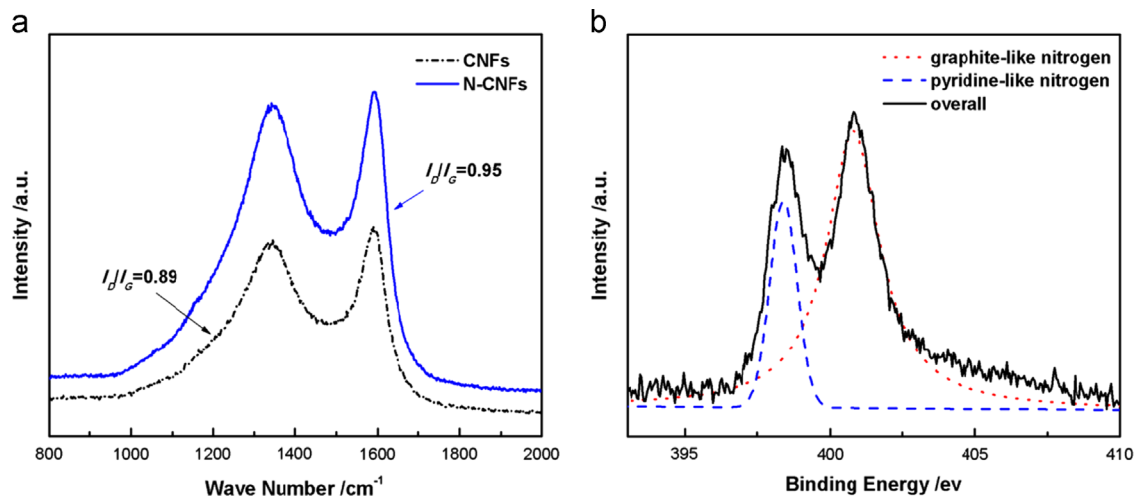 a
CNFs
N-CNFs
I_D/I_G=0.95
I_D/I_G=0.89
Intensity /a.u.
800 1000 1200 1400 1600 1800 2000
Wave Number /cm⁻¹
b
graphite-like nitrogen
pyridine-like nitrogen
overall
Intensity /a.u.
395 400 405 410
Binding Energy /ev